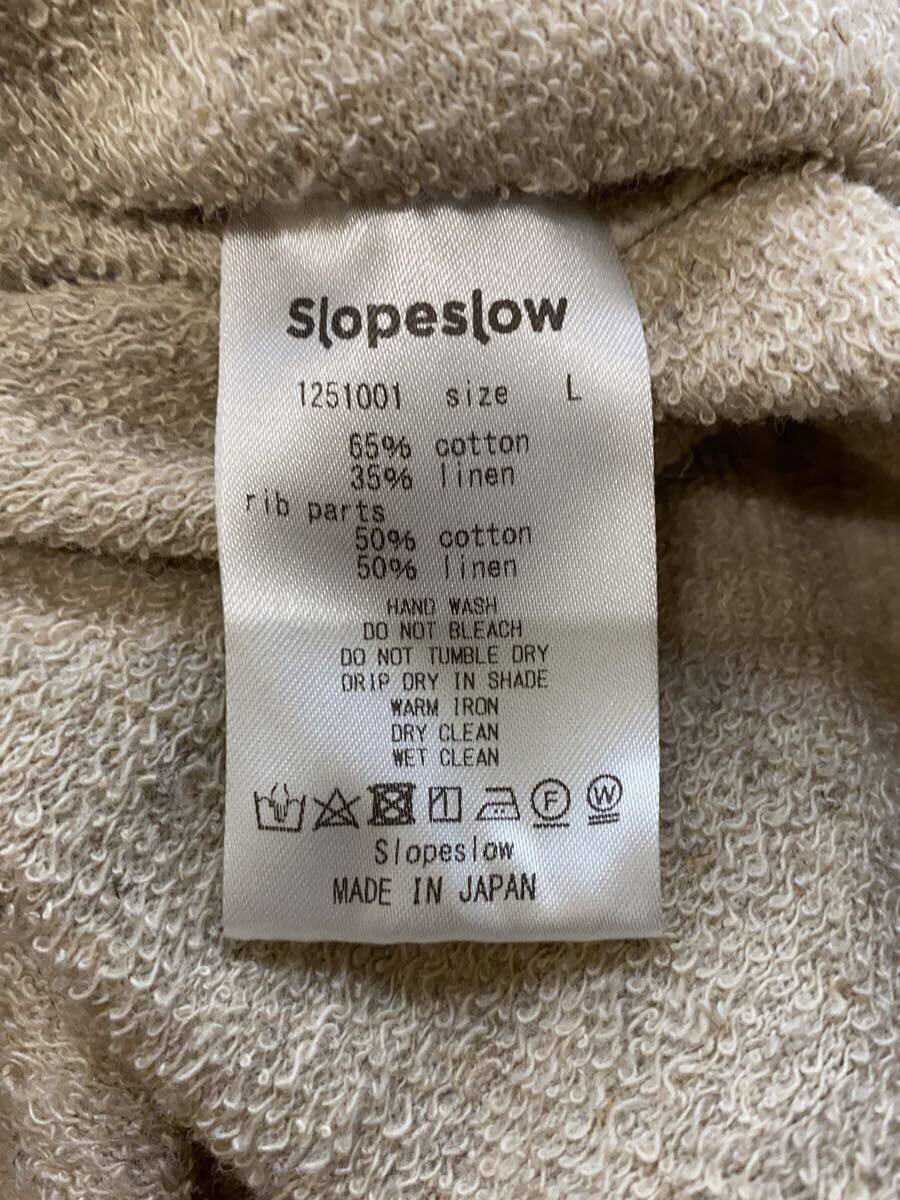 Slopeslow
1251001 size L
65% cotton
35% linen
rib parts
50% cotton
50% linen
HAND WASH
DO NOT BLEACH
DO NOT TUMBLE DRY
DRIP DRY IN SHADE
WARM IRON
DRY CLEAN
WET CLEAN
F W
Slopeslow
MADE IN JAPAN